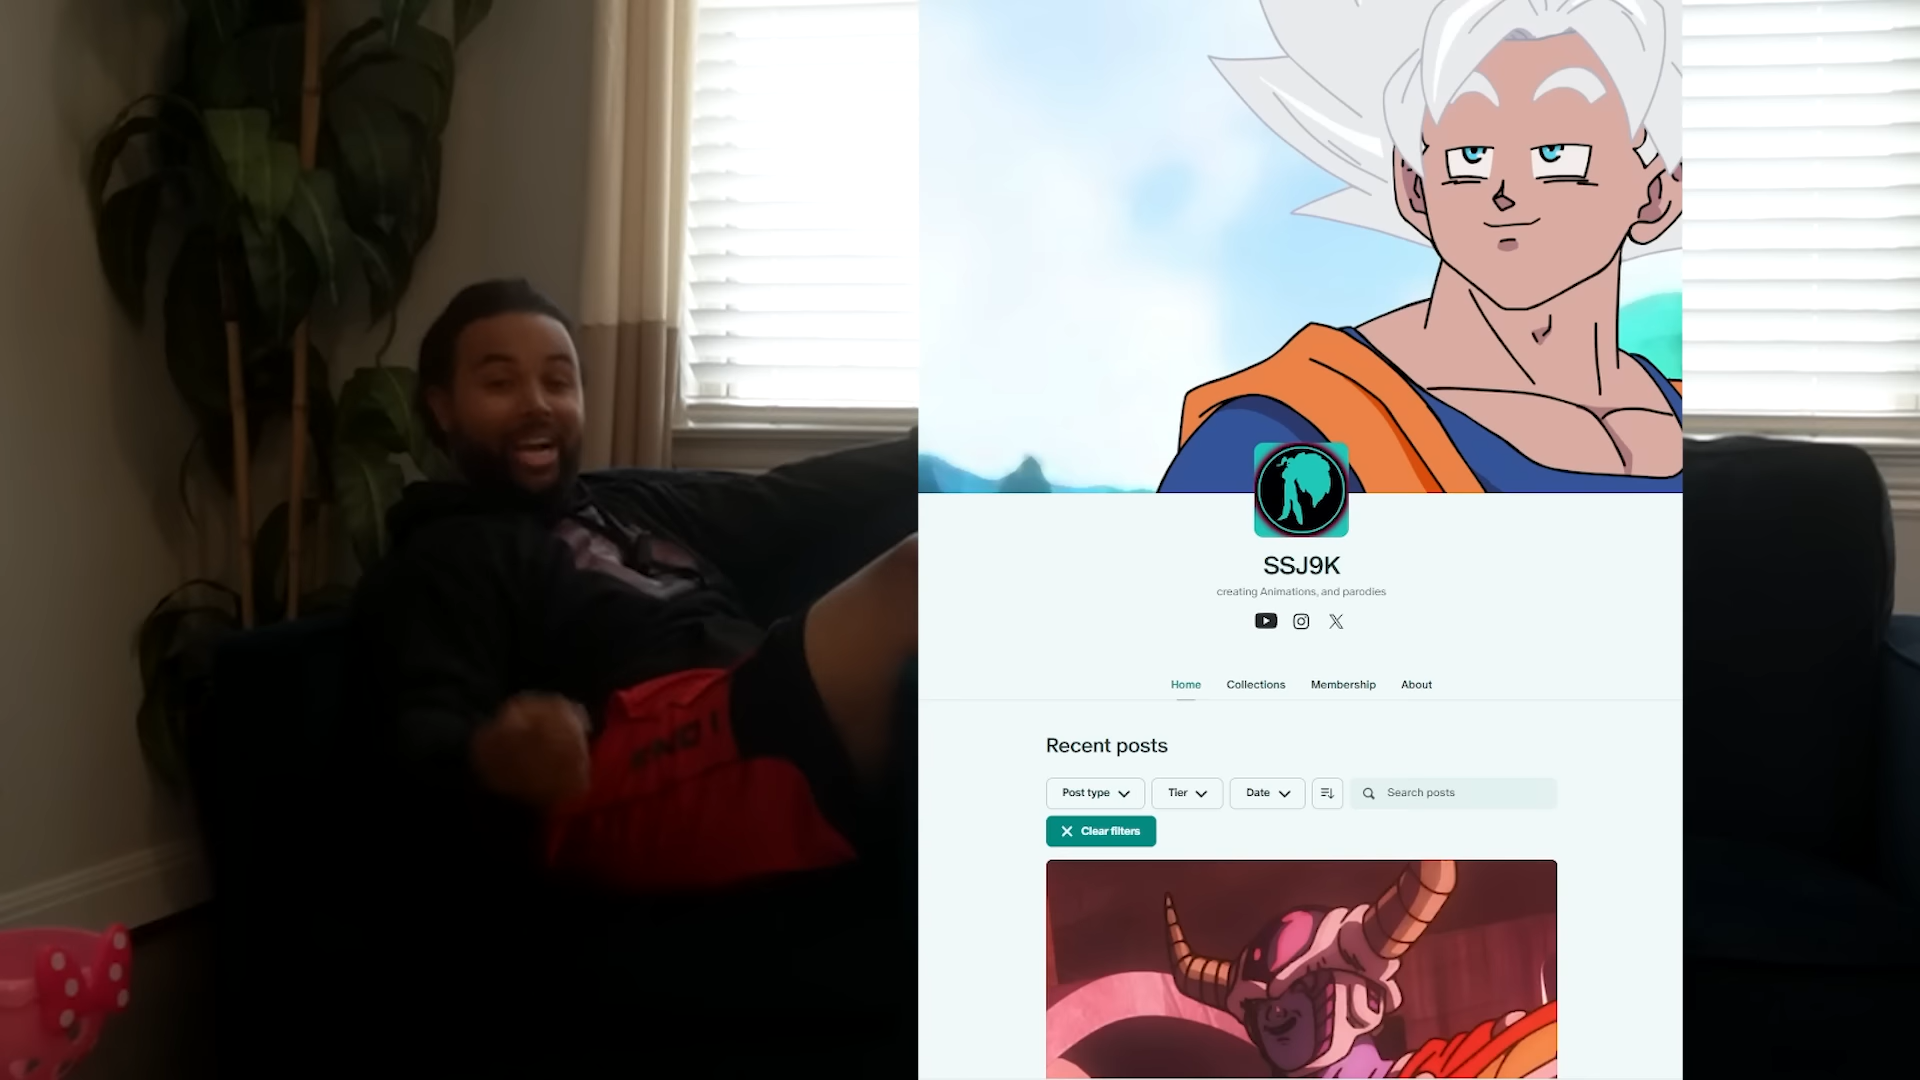 SSJ9K
creating Animations, and parodies
Home Collections Membership About
Recent posts
Post type Tier Date Search posts
Clear filters